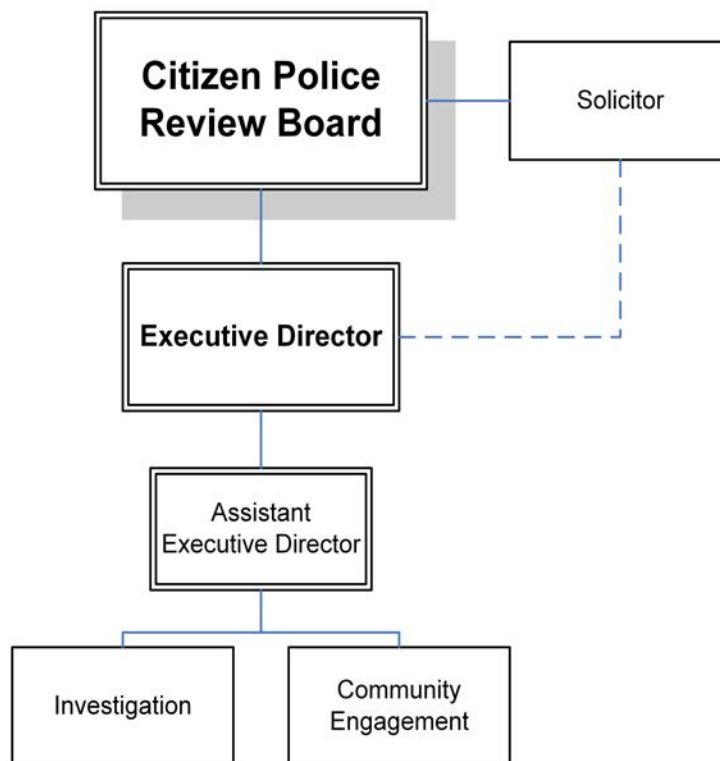 Citizen Police
Review Board
Solicitor
Executive Director
Assistant
Executive Director
Investigation
Community
Engagement